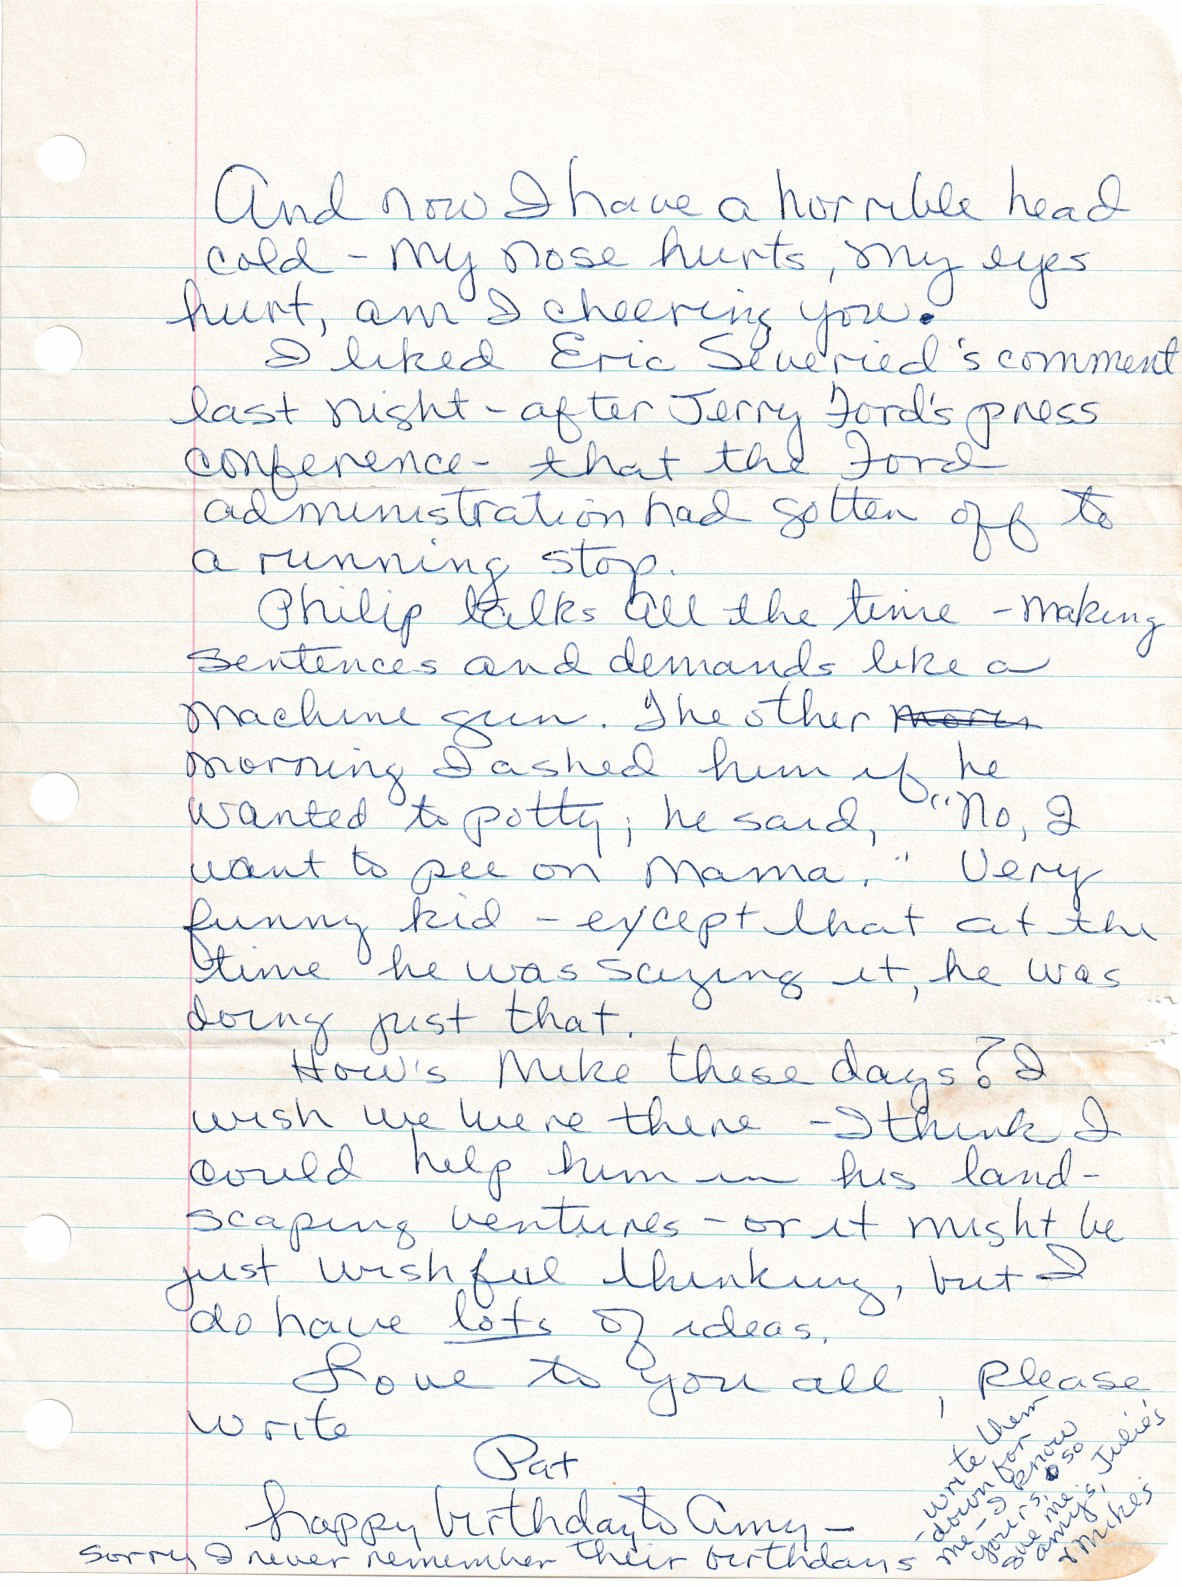 And now I have a horrible head
cold - my nose hurts, my eyes
hurt, am I cheering you.
I liked Eric Severied's comment
last night - after Jerry Ford's press
conference - that the Ford
administration had gotten off to
a running stop.
Philip talks all the time - making
sentences and demands like a
machine gun. The other morn
morning I asked him if he
wanted to potty; he said, "No, I
want to pee on Mama." Very
funny kid - except that at the
time he was saying it, he was
doing just that.
How's Mike these days? I
wish we were there - I think I
could help him in his land-
scaping ventures - or it might be
just wishful thinking, but I
do have lots of ideas.
Love to you all, please
write
Pat
happy birthday to Amy -
sorry I never remember their birthdays
- write them
down for
me - I know
yours, so
give me
amy's, Julie's
& Mike's